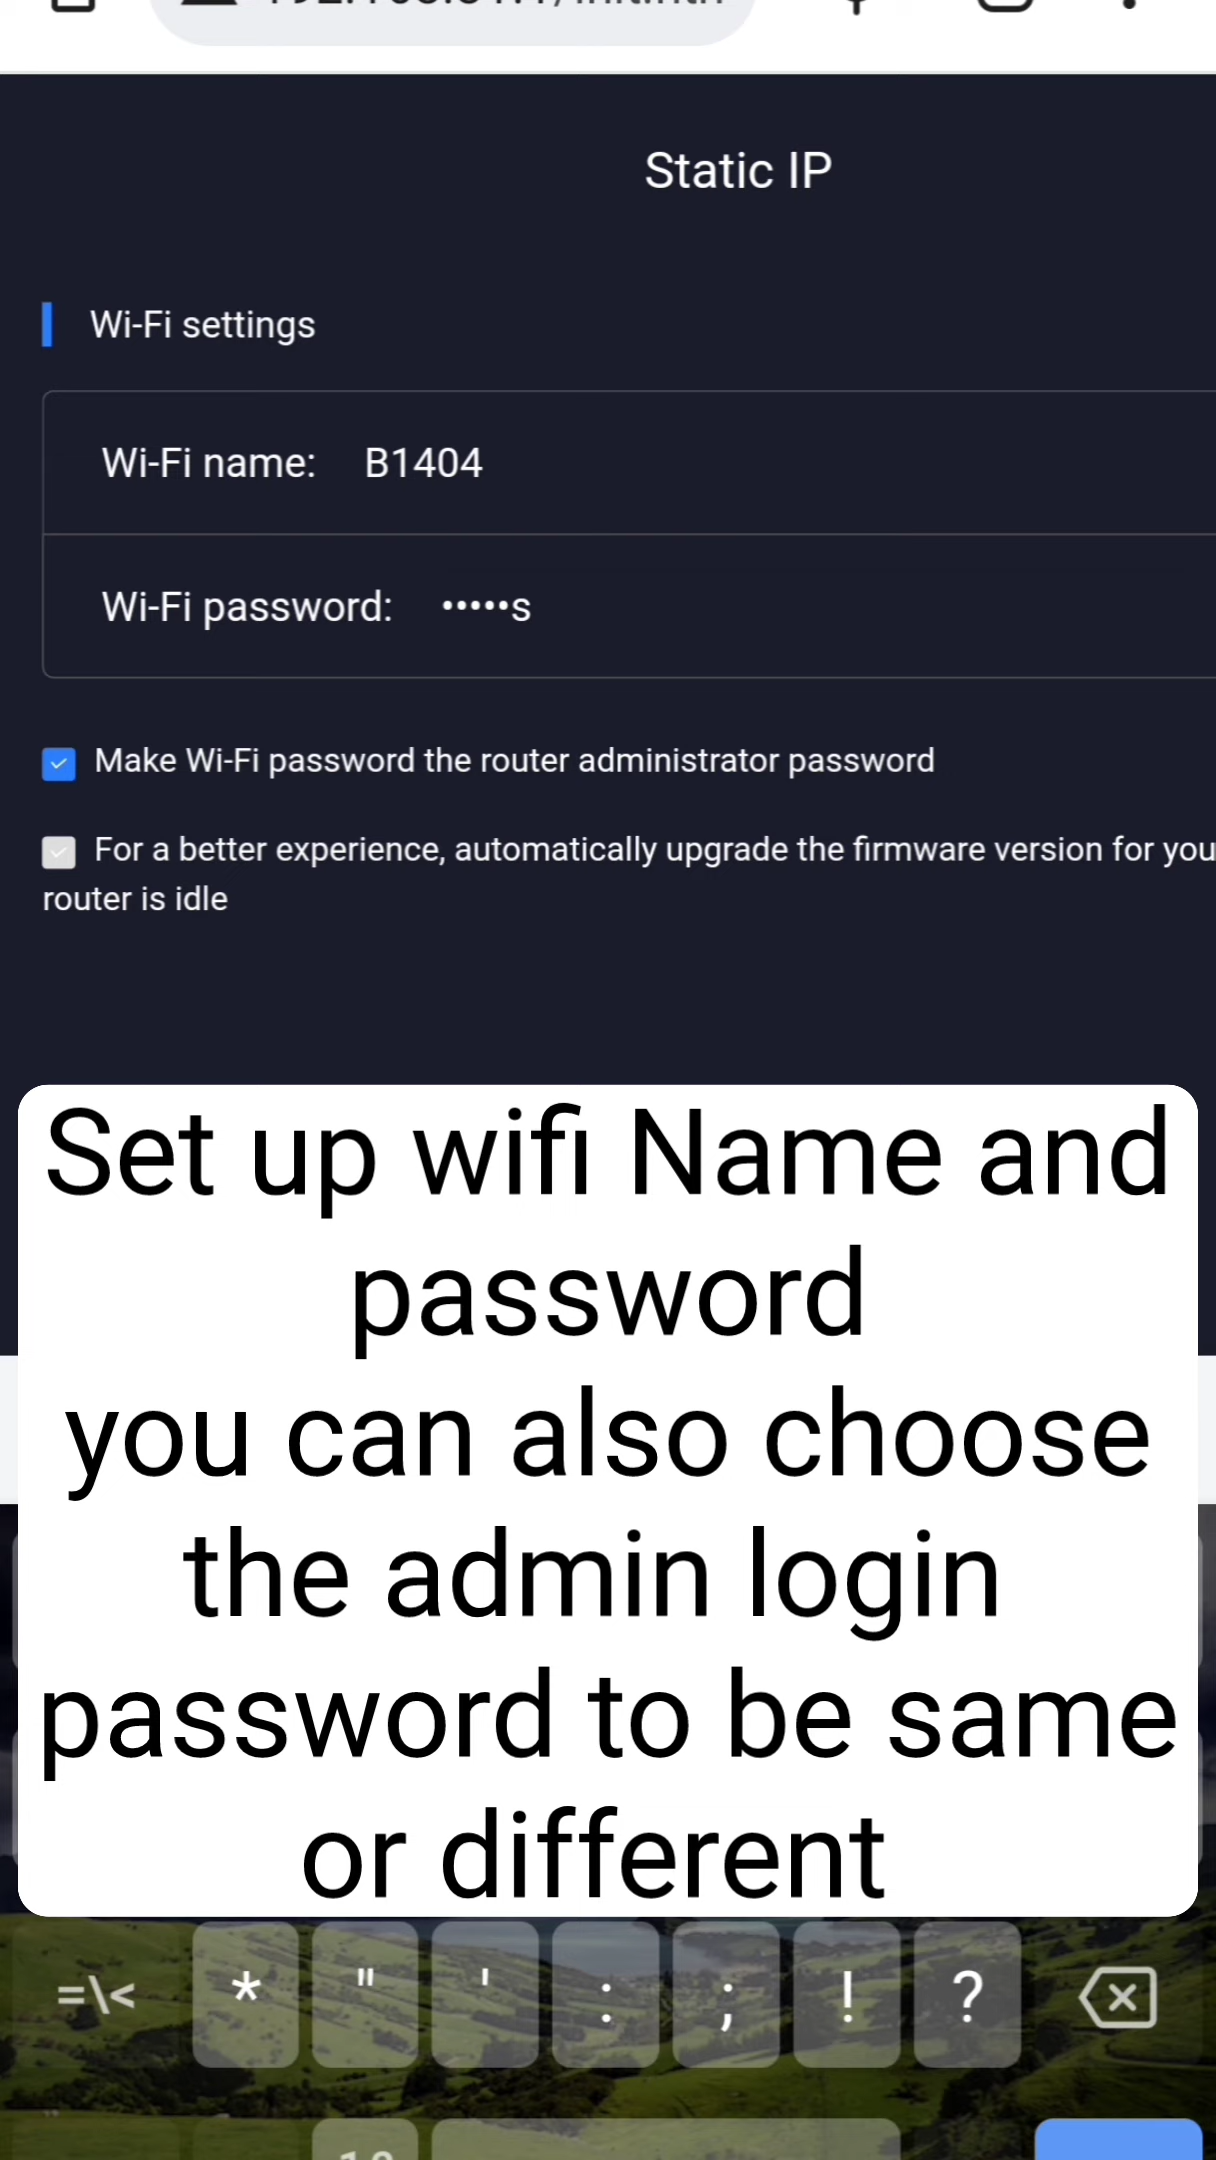 Static IP
Wi-Fi settings
Wi-Fi name: B1404
Wi-Fi password: •••••s
Make Wi-Fi password the router administrator password
For a better experience, automatically upgrade the firmware version for you
router is idle
Set up wifi Name and
password
you can also choose
the admin login
password to be same
or different
=\< * " ' : ; ! ?